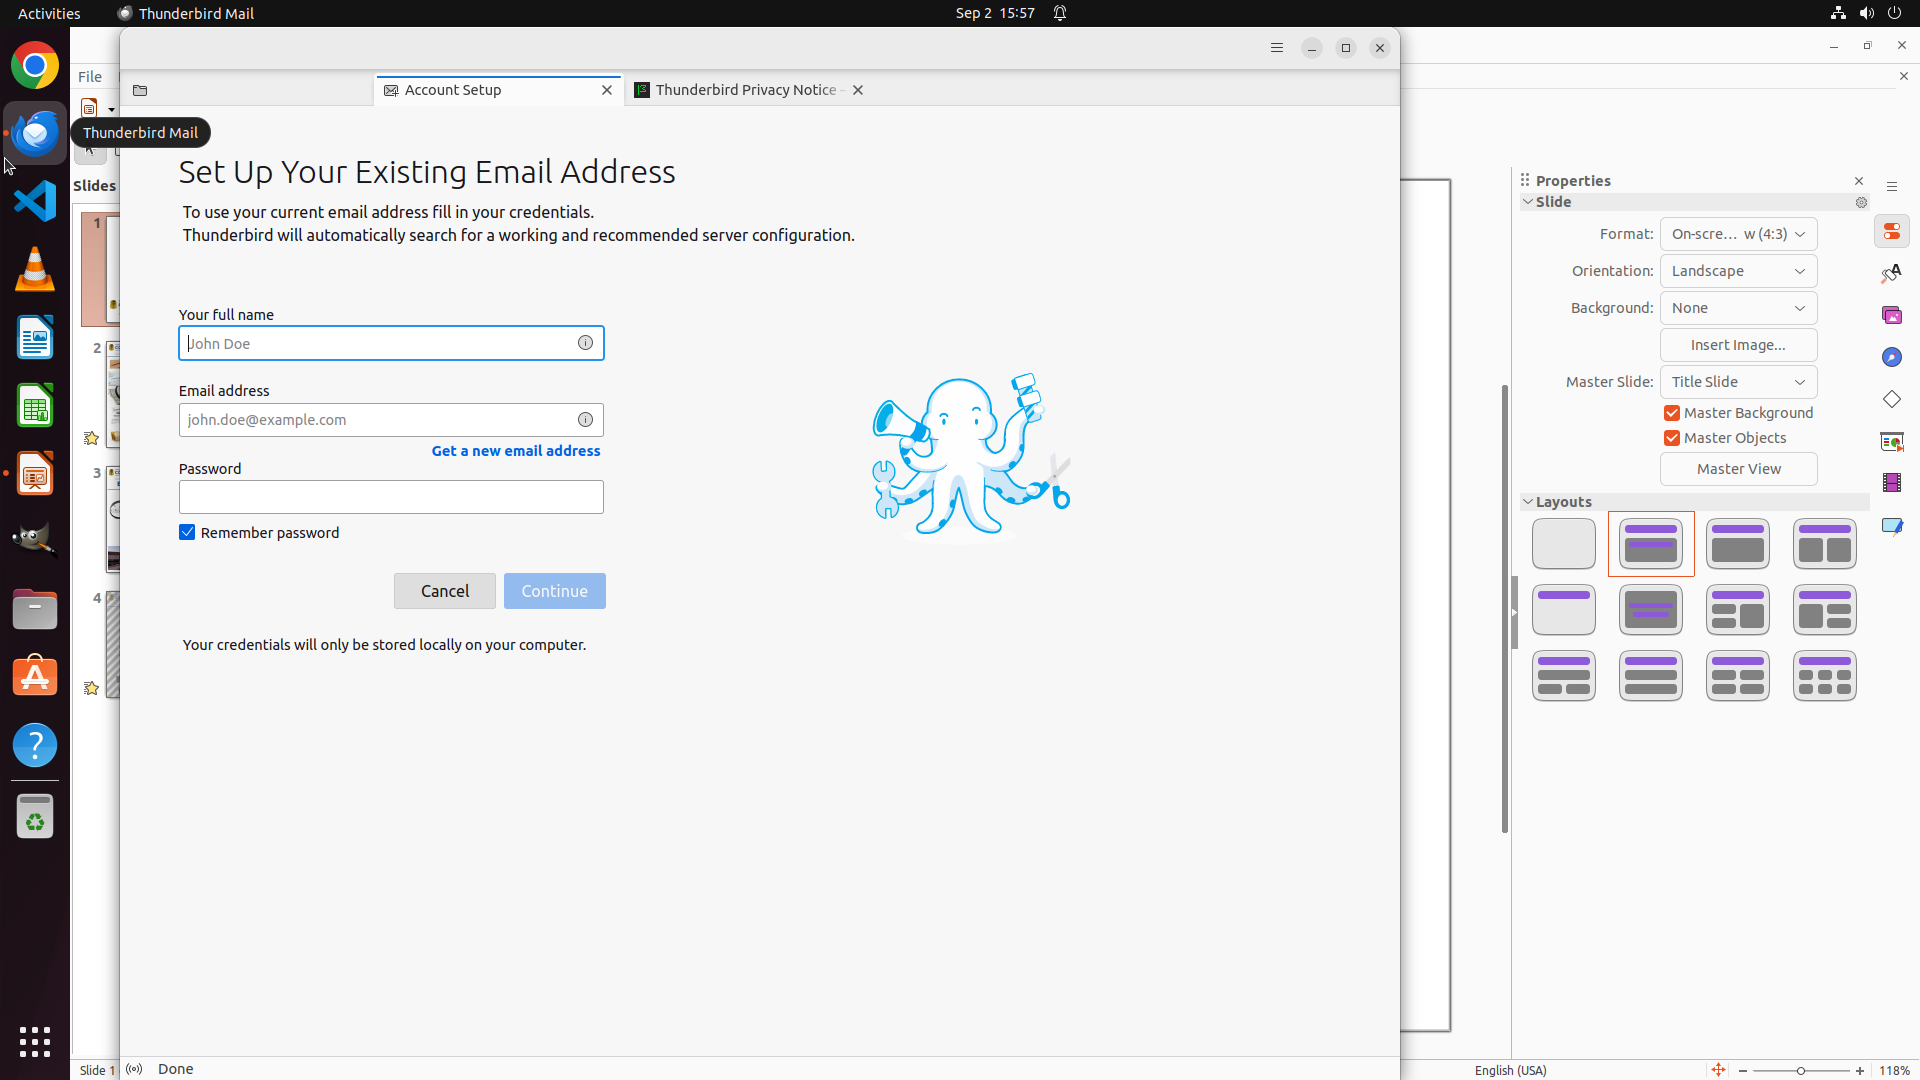 Activities
Thunderbird Mail
Sep 2 15:57
File
Account Setup
Thunderbird Privacy Notice -
Thunderbird Mail
Set Up Your Existing Email Address
To use your current email address fill in your credentials.
Thunderbird will automatically search for a working and recommended server configuration.
Your full name
John Doe
Email address
john.doe@example.com
Get a new email address
Password
Remember password
Cancel
Continue
Your credentials will only be stored locally on your computer.
Done
Slides
1
2
3
4
Slide 1
Properties
Slide
Format:
On-scre... w (4:3)
Orientation:
Landscape
Background:
None
Insert Image...
Master Slide:
Title Slide
Master Background
Master Objects
Master View
Layouts
English (USA)
118%